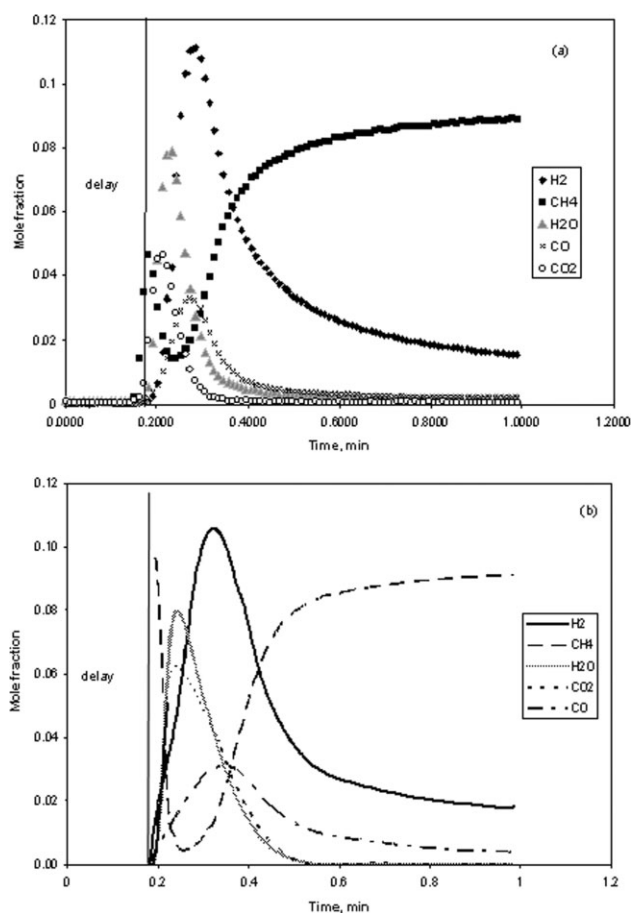 (a)
0.12
0.1
0.08
0.06
0.04
0.02
0
Mole fraction
delay
H2
CH4
H2O
CO
CO2
0.0000 0.2000 0.4000 0.6000 0.8000 1.0000 1.2000
Time, min
(b)
0.12
0.10
0.08
0.06
0.04
0.02
0.00
Mole fraction
delay
H2
CH4
H2O
CO2
CO
0 0.2 0.4 0.6 0.8 1 1.2
Time, min